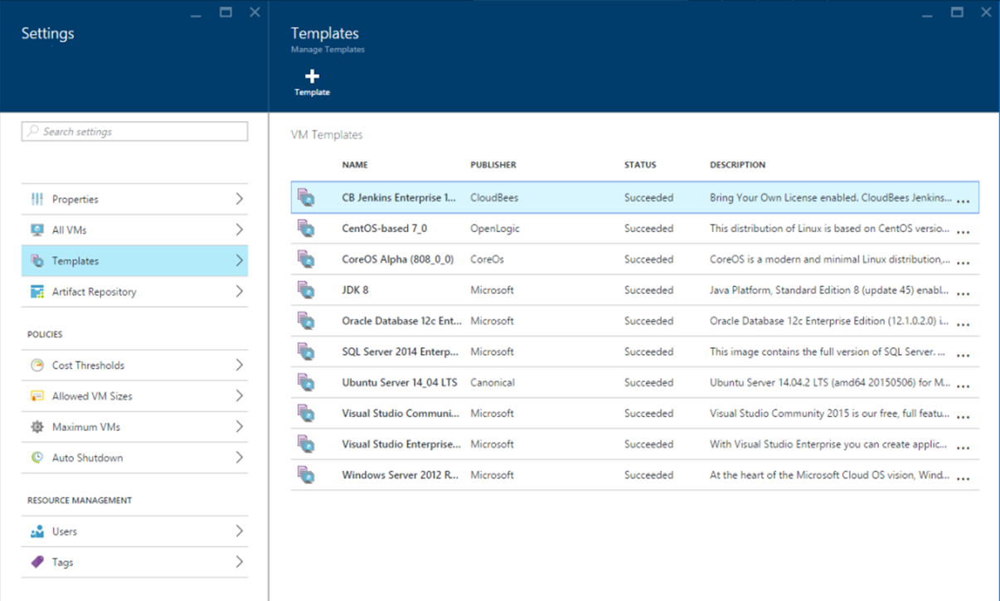 Settings
Search settings
Properties
All VMs
Templates
Artifact Repository
POLICIES
Cost Thresholds
Allowed VM Sizes
Maximum VMs
Auto Shutdown
RESOURCE MANAGEMENT
Users
Tags
Templates
Manage Templates
Template
VM Templates
NAME PUBLISHER STATUS DESCRIPTION
CB Jenkins Enterprise 1... CloudBees Succeeded Bring Your Own License enabled. CloudBees Jenkins... ...
CentOS-based 7_0 OpenLogic Succeeded This distribution of Linux is based on CentOS versio... ...
CoreOS Alpha (808_0_0) CoreOs Succeeded CoreOS is a modern and minimal Linux distribution,... ...
JDK 8 Microsoft Succeeded Java Platform, Standard Edition 8 (update 45) enabl... ...
Oracle Database 12c Ent... Microsoft Succeeded Oracle Database 12c Enterprise Edition (12.1.0.2.0) i... ...
SQL Server 2014 Enterp... Microsoft Succeeded This image contains the full version of SQL Server. ... ...
Ubuntu Server 14_04 LTS Canonical Succeeded Ubuntu Server 14.04.2 LTS (amd64 20150506) for M... ...
Visual Studio Communi... Microsoft Succeeded Visual Studio Community 2015 is our free, full featu... ...
Visual Studio Enterprise... Microsoft Succeeded With Visual Studio Enterprise you can create applic... ...
Windows Server 2012 R... Microsoft Succeeded At the heart of the Microsoft Cloud OS vision, Wind... ...